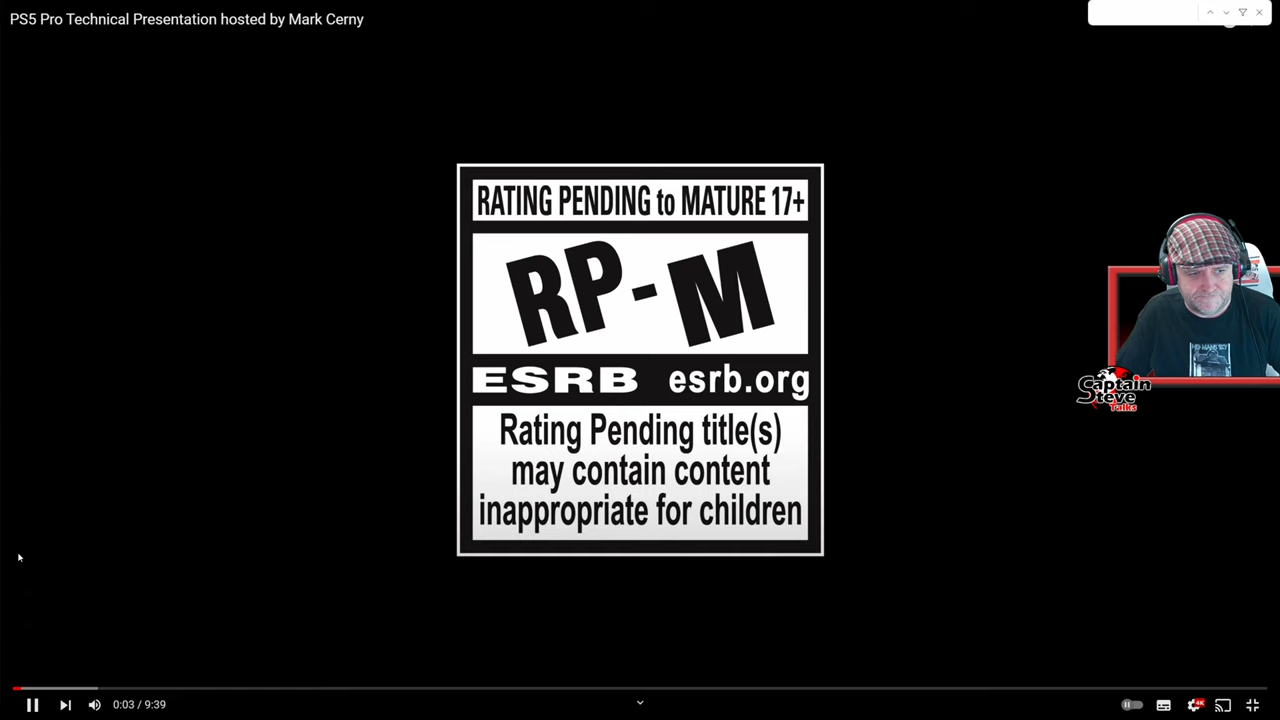 PS5 Pro Technical Presentation hosted by Mark Cerny
RATING PENDING to MATURE 17+
RP-M
ESRB esrb.org
Rating Pending title(s)
may contain content
inappropriate for children
Captain
Steve
Talks
0:03 / 9:39
4K